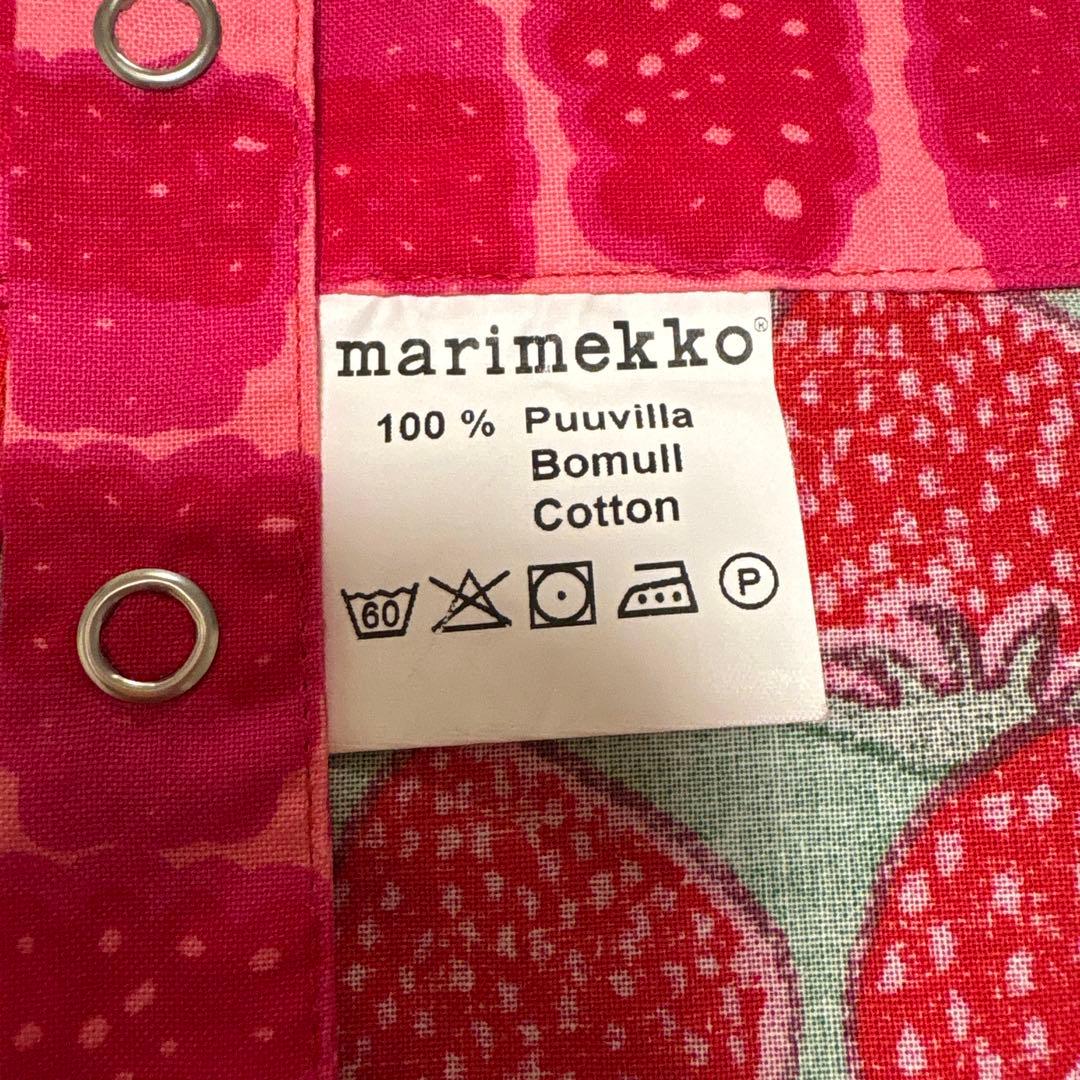 marimekko®
100 % Puuvilla
Bomull
Cotton
60 P